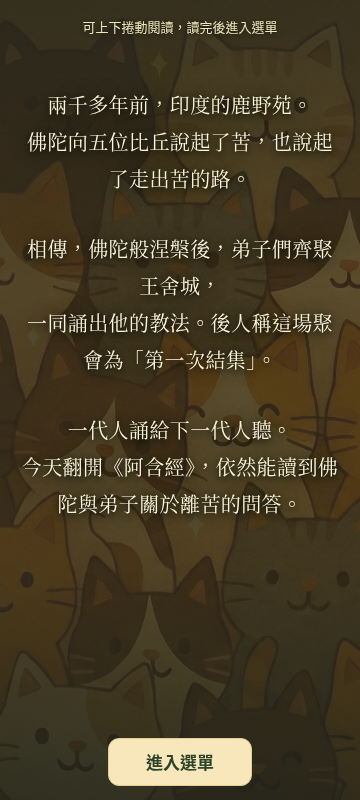 可上下捲動閱讀，讀完後進入選單
兩千多年前，印度的鹿野苑。
佛陀向五位比丘說起了苦，也說起
了走出苦的路。
相傳，佛陀般涅槃後，弟子們齊聚
王舍城，
一同誦出他的教法。後人稱這場聚
會為「第一次結集」。
一代人誦給下一代人聽。
今天翻開《阿含經》，依然能讀到佛
陀與弟子關於離苦的問答。
進入選單